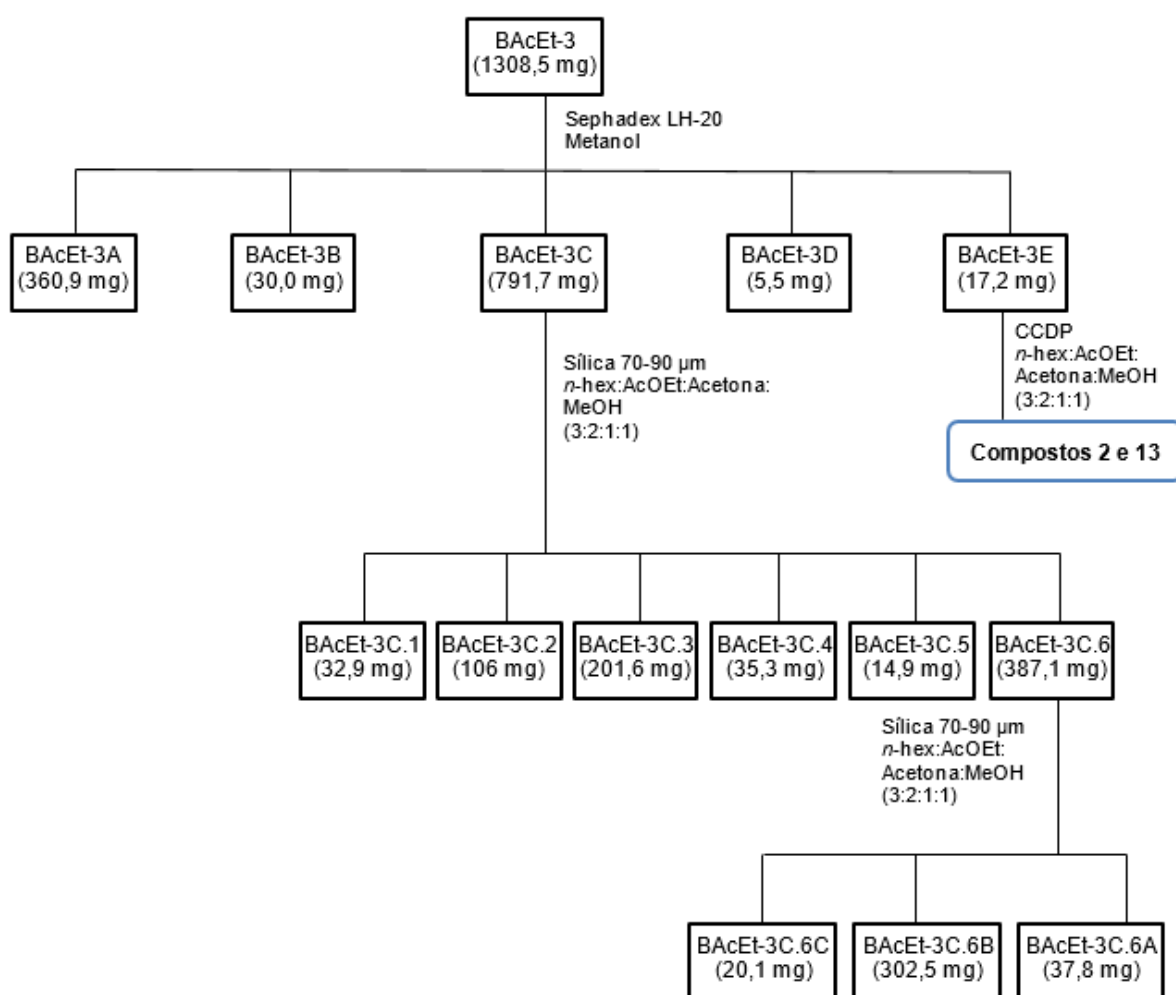 BAcEt-3
(1308,5 mg)
Sephadex LH-20
Metanol
BAcEt-3A
(360,9 mg)
BAcEt-3B
(30,0 mg)
BAcEt-3C
(791,7 mg)
BAcEt-3D
(5,5 mg)
BAcEt-3E
(17,2 mg)
Sílica 70-90 µm
n-hex:AcOEt:Acetona:
MeOH
(3:2:1:1)
CCDP
n-hex:AcOEt:
Acetona:MeOH
(3:2:1:1)
Compostos 2 e 13
BAcEt-3C.1
(32,9 mg)
BAcEt-3C.2
(106 mg)
BAcEt-3C.3
(201,6 mg)
BAcEt-3C.4
(35,3 mg)
BAcEt-3C.5
(14,9 mg)
BAcEt-3C.6
(387,1 mg)
Sílica 70-90 µm
n-hex:AcOEt:
Acetona:MeOH
(3:2:1:1)
BAcEt-3C.6C
(20,1 mg)
BAcEt-3C.6B
(302,5 mg)
BAcEt-3C.6A
(37,8 mg)